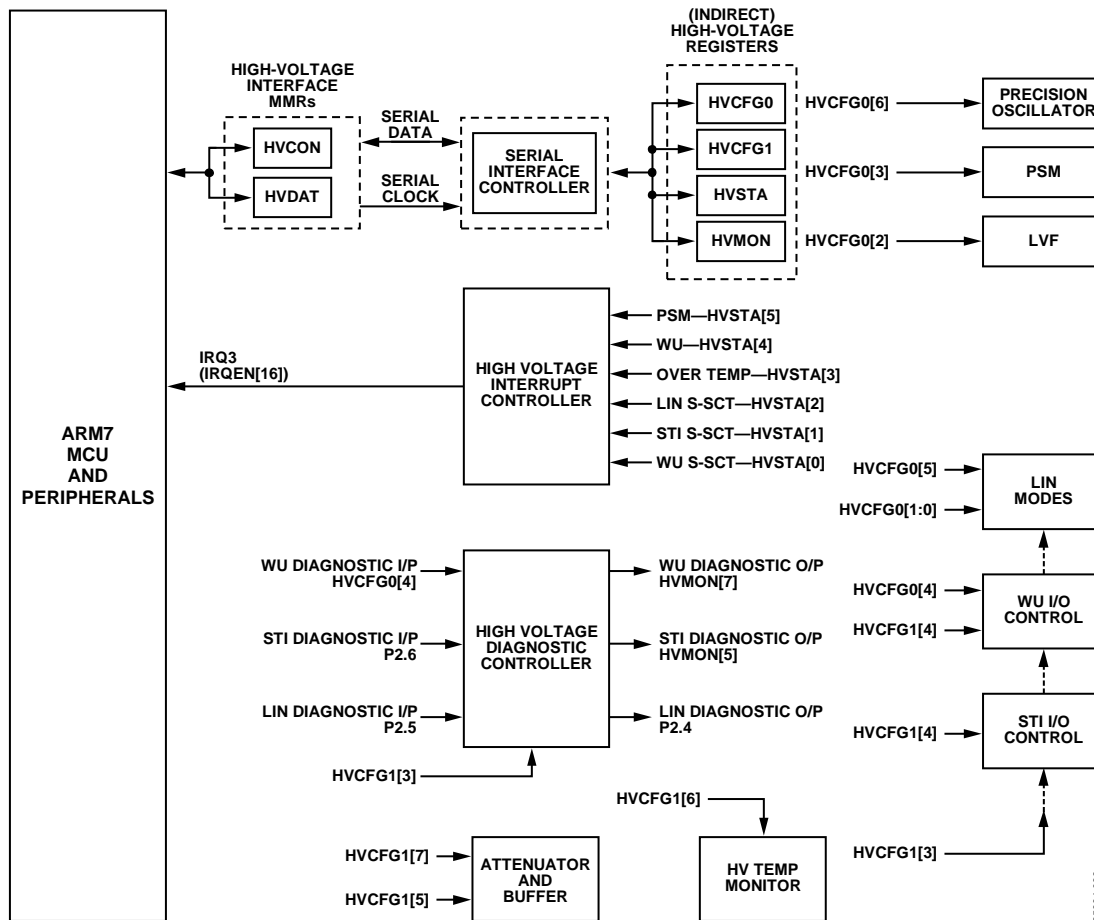 (INDIRECT)
HIGH-VOLTAGE
REGISTERS
HIGH-VOLTAGE
INTERFACE
MMRs
HVCON
HVDAT
SERIAL
DATA
SERIAL
CLOCK
SERIAL
INTERFACE
CONTROLLER
HVCFG0
HVCFG1
HVSTA
HVMON
HVCFG0[6]
PRECISION
OSCILLATOR
HVCFG0[3]
PSM
HVCFG0[2]
LVF
ARM7
MCU
AND
PERIPHERALS
IRQ3
(IRQEN[16])
HIGH VOLTAGE
INTERRUPT
CONTROLLER
PSM—HVSTA[5]
WU—HVSTA[4]
OVER TEMP—HVSTA[3]
LIN S-SCT—HVSTA[2]
STI S-SCT—HVSTA[1]
WU S-SCT—HVSTA[0]
HVCFG0[5]
HVCFG0[1:0]
LIN
MODES
WU DIAGNOSTIC I/P
HVCFG0[4]
STI DIAGNOSTIC I/P
P2.6
LIN DIAGNOSTIC I/P
P2.5
HIGH VOLTAGE
DIAGNOSTIC
CONTROLLER
WU DIAGNOSTIC O/P
HVMON[7]
STI DIAGNOSTIC O/P
HVMON[5]
LIN DIAGNOSTIC O/P
P2.4
HVCFG1[3]
HVCFG0[4]
HVCFG1[4]
WU I/O
CONTROL
HVCFG1[4]
STI I/O
CONTROL
HVCFG1[3]
HVCFG1[6]
HV TEMP
MONITOR
HVCFG1[7]
HVCFG1[5]
ATTENUATOR
AND
BUFFER